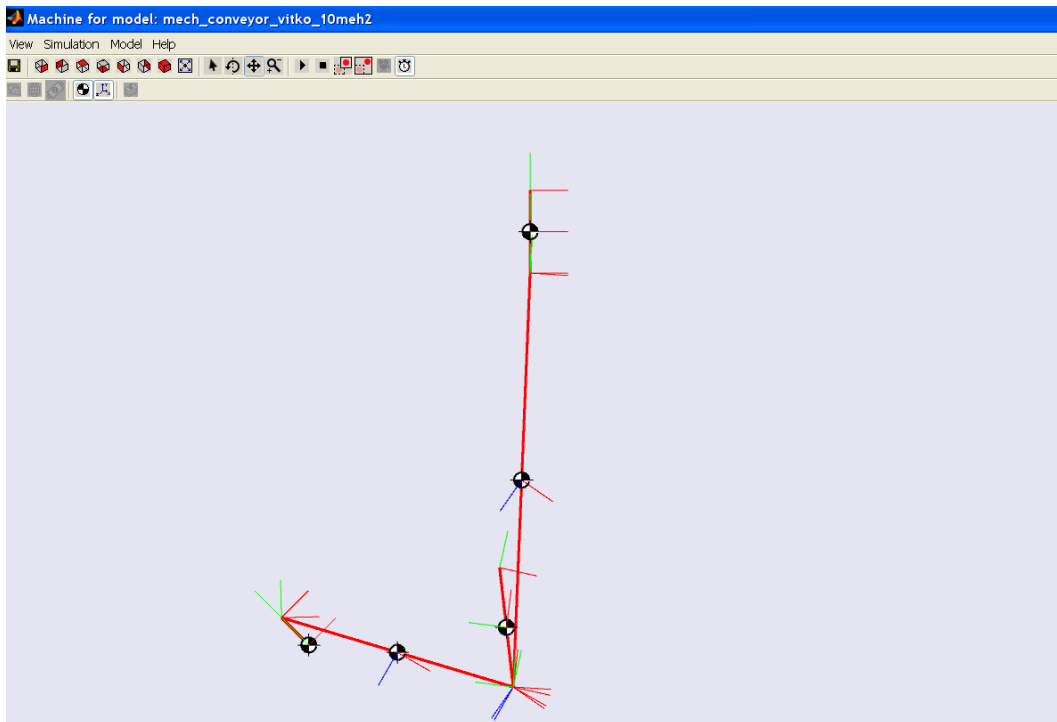 Machine for model: mech_conveyor_vitko_10meh2
View Simulation Model Help